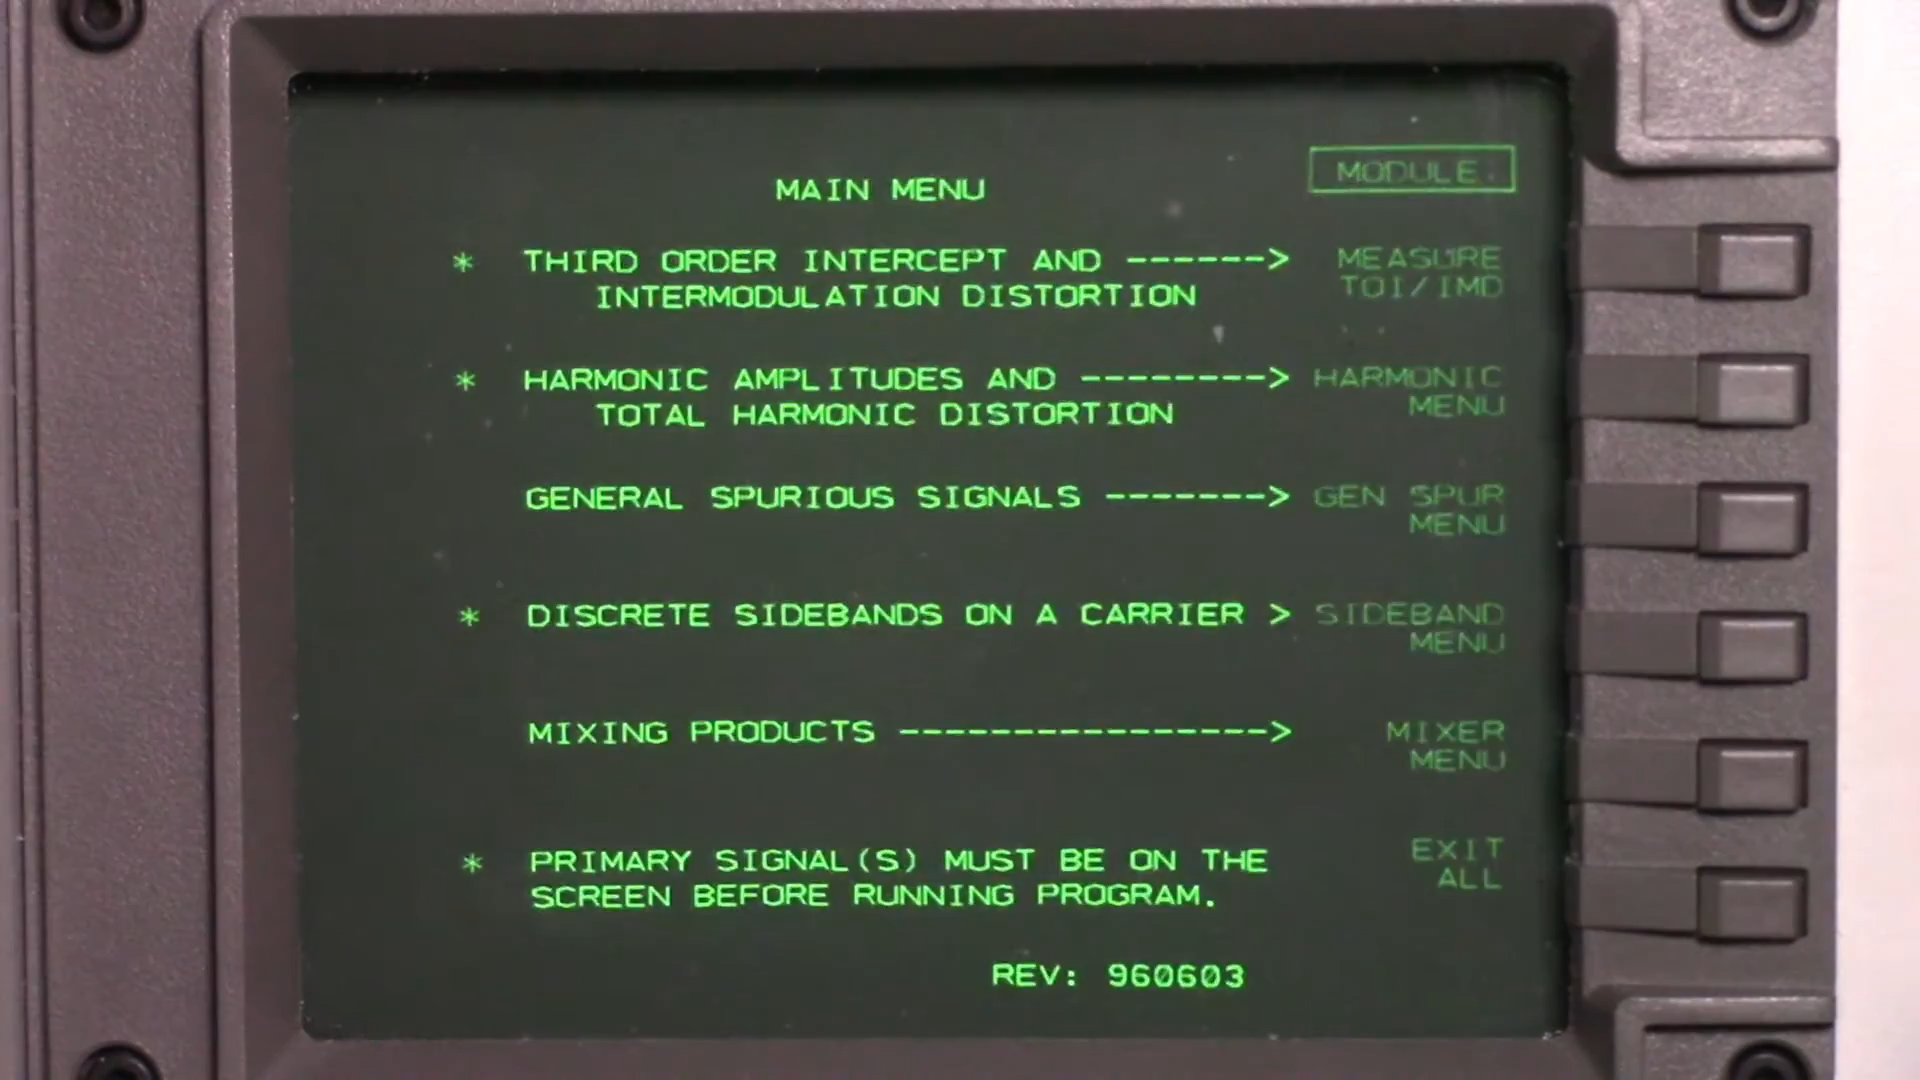 MODULE
MAIN MENU
* THIRD ORDER INTERCEPT AND ------> MEASURE
INTERMODULATION DISTORTION TOI/IMD
* HARMONIC AMPLITUDES AND --------> HARMONIC
TOTAL HARMONIC DISTORTION MENU
GENERAL SPURIOUS SIGNALS -------> GEN SPUR
MENU
* DISCRETE SIDEBANDS ON A CARRIER > SIDEBAND
MENU
MIXING PRODUCTS ----------------> MIXER
MENU
* PRIMARY SIGNAL(S) MUST BE ON THE EXIT
SCREEN BEFORE RUNNING PROGRAM. ALL
REV: 960603